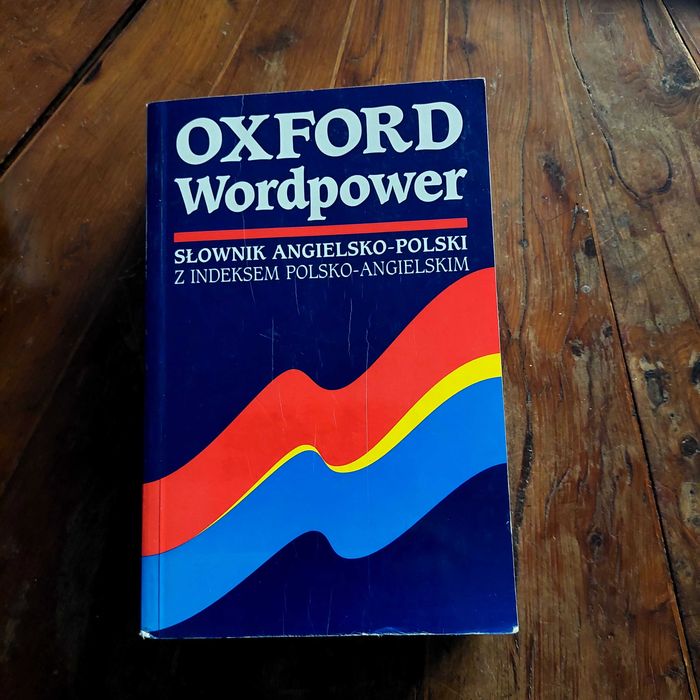 OXFORD
Wordpower
SŁOWNIK ANGIELSKO-POLSKI
Z INDEKSEM POLSKO-ANGIELSKIM